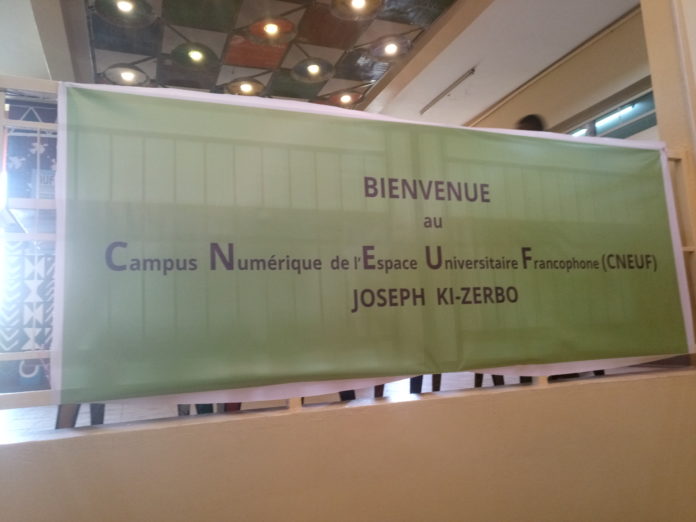 BIENVENUE
au
Campus Numérique de l'Espace Universitaire Francophone (CNEUF)
JOSEPH KI-ZERBO